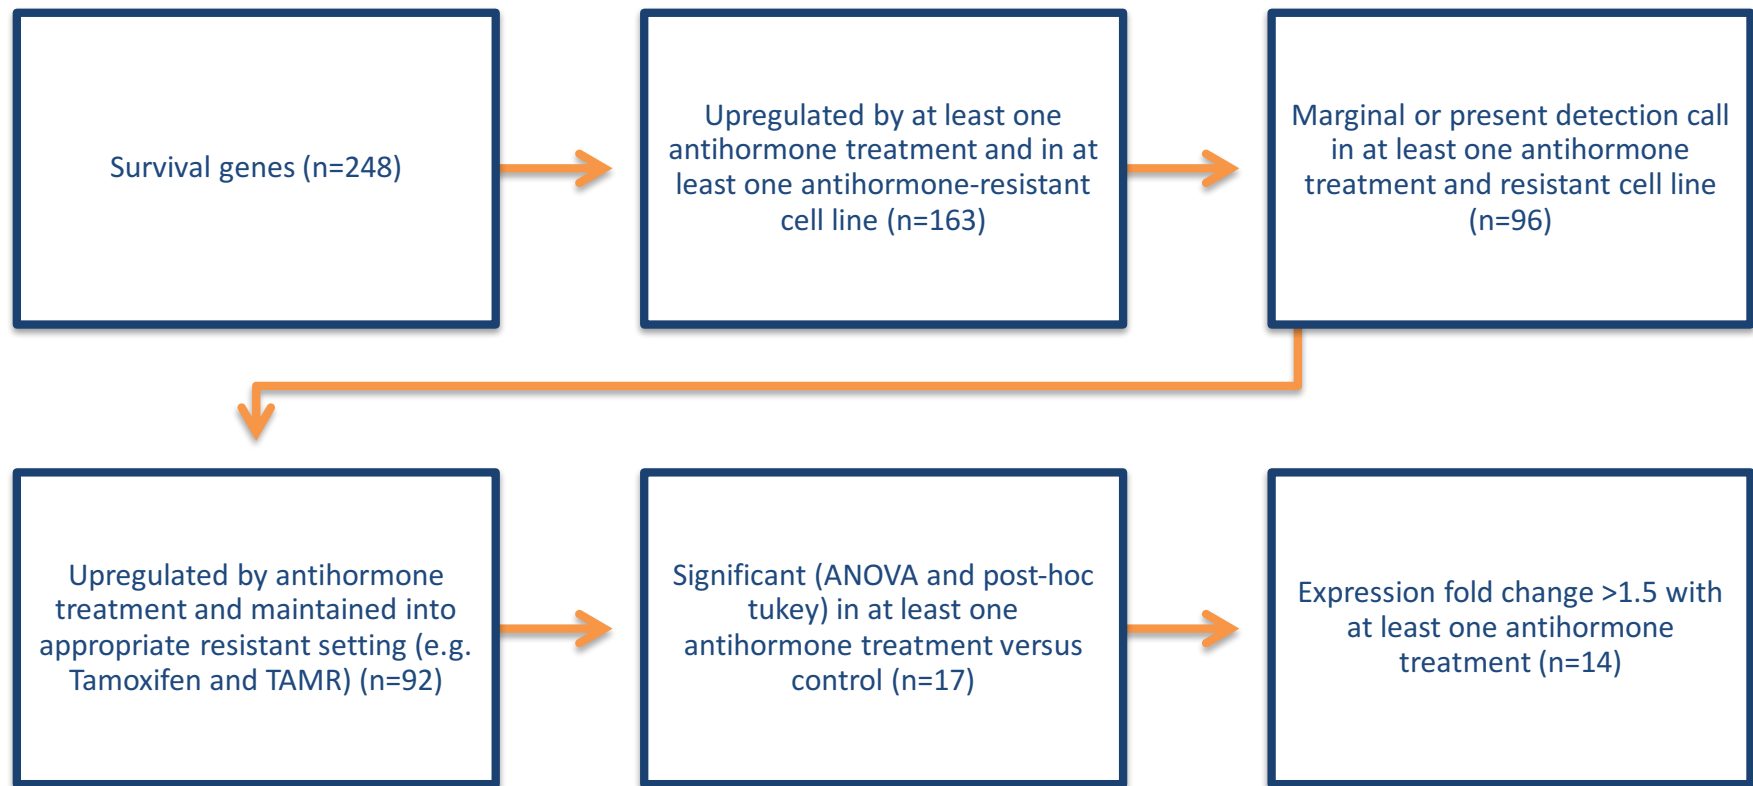 Survival genes (n=248)
Upregulated by at least one
antihormone treatment and in at
least one antihormone-resistant
cell line (n=163)
Marginal or present detection call
in at least one antihormone
treatment and resistant cell line
(n=96)
Upregulated by antihormone
treatment and maintained into
appropriate resistant setting (e.g.
Tamoxifen and TAMR) (n=92)
Significant (ANOVA and post-hoc
tukey) in at least one
antihormone treatment versus
control (n=17)
Expression fold change >1.5 with
at least one antihormone
treatment (n=14)